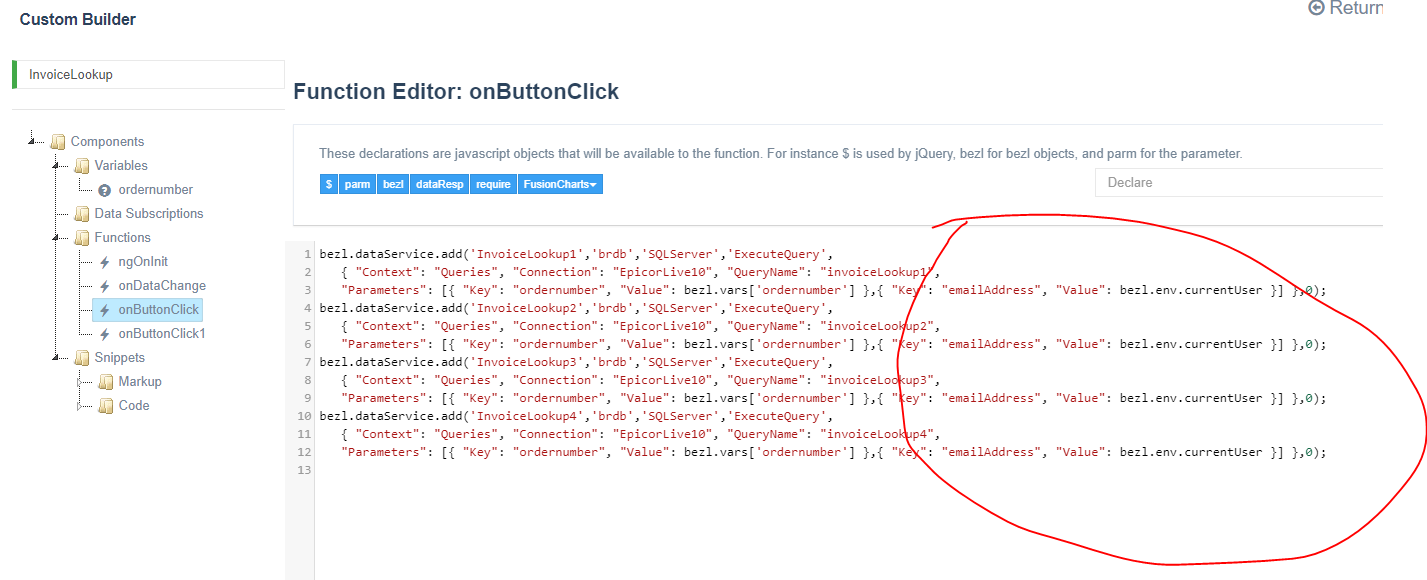 Custom Builder
Return
InvoiceLookup
Function Editor: onButtonClick
Components
Variables
ordernumber
Data Subscriptions
Functions
ngOnInit
onDataChange
onButtonClick
onButtonClick1
Snippets
Markup
Code
These declarations are javascript objects that will be available to the function. For instance $ is used by jQuery, bezl for bezl objects, and parm for the parameter.
$ parm bezl dataResp require FusionCharts
Declare
1 bezl.dataService.add('InvoiceLookup1','brdb','SQLServer','ExecuteQuery',
2 { "Context": "Queries", "Connection": "EpicorLive10", "QueryName": "invoiceLookup1",
3 "Parameters": [{ "Key": "ordernumber", "Value": bezl.vars['ordernumber'] },{ "Key": "emailAddress", "Value": bezl.env.currentUser }] },0);
4 bezl.dataService.add('InvoiceLookup2','brdb','SQLServer','ExecuteQuery',
5 { "Context": "Queries", "Connection": "EpicorLive10", "QueryName": "invoiceLookup2",
6 "Parameters": [{ "Key": "ordernumber", "Value": bezl.vars['ordernumber'] },{ "Key": "emailAddress", "Value": bezl.env.currentUser }] },0);
7 bezl.dataService.add('InvoiceLookup3','brdb','SQLServer','ExecuteQuery',
8 { "Context": "Queries", "Connection": "EpicorLive10", "QueryName": "invoiceLookup3",
9 "Parameters": [{ "Key": "ordernumber", "Value": bezl.vars['ordernumber'] },{ "Key": "emailAddress", "Value": bezl.env.currentUser }] },0);
10 bezl.dataService.add('InvoiceLookup4','brdb','SQLServer','ExecuteQuery',
11 { "Context": "Queries", "Connection": "EpicorLive10", "QueryName": "invoiceLookup4",
12 "Parameters": [{ "Key": "ordernumber", "Value": bezl.vars['ordernumber'] },{ "Key": "emailAddress", "Value": bezl.env.currentUser }] },0);
13